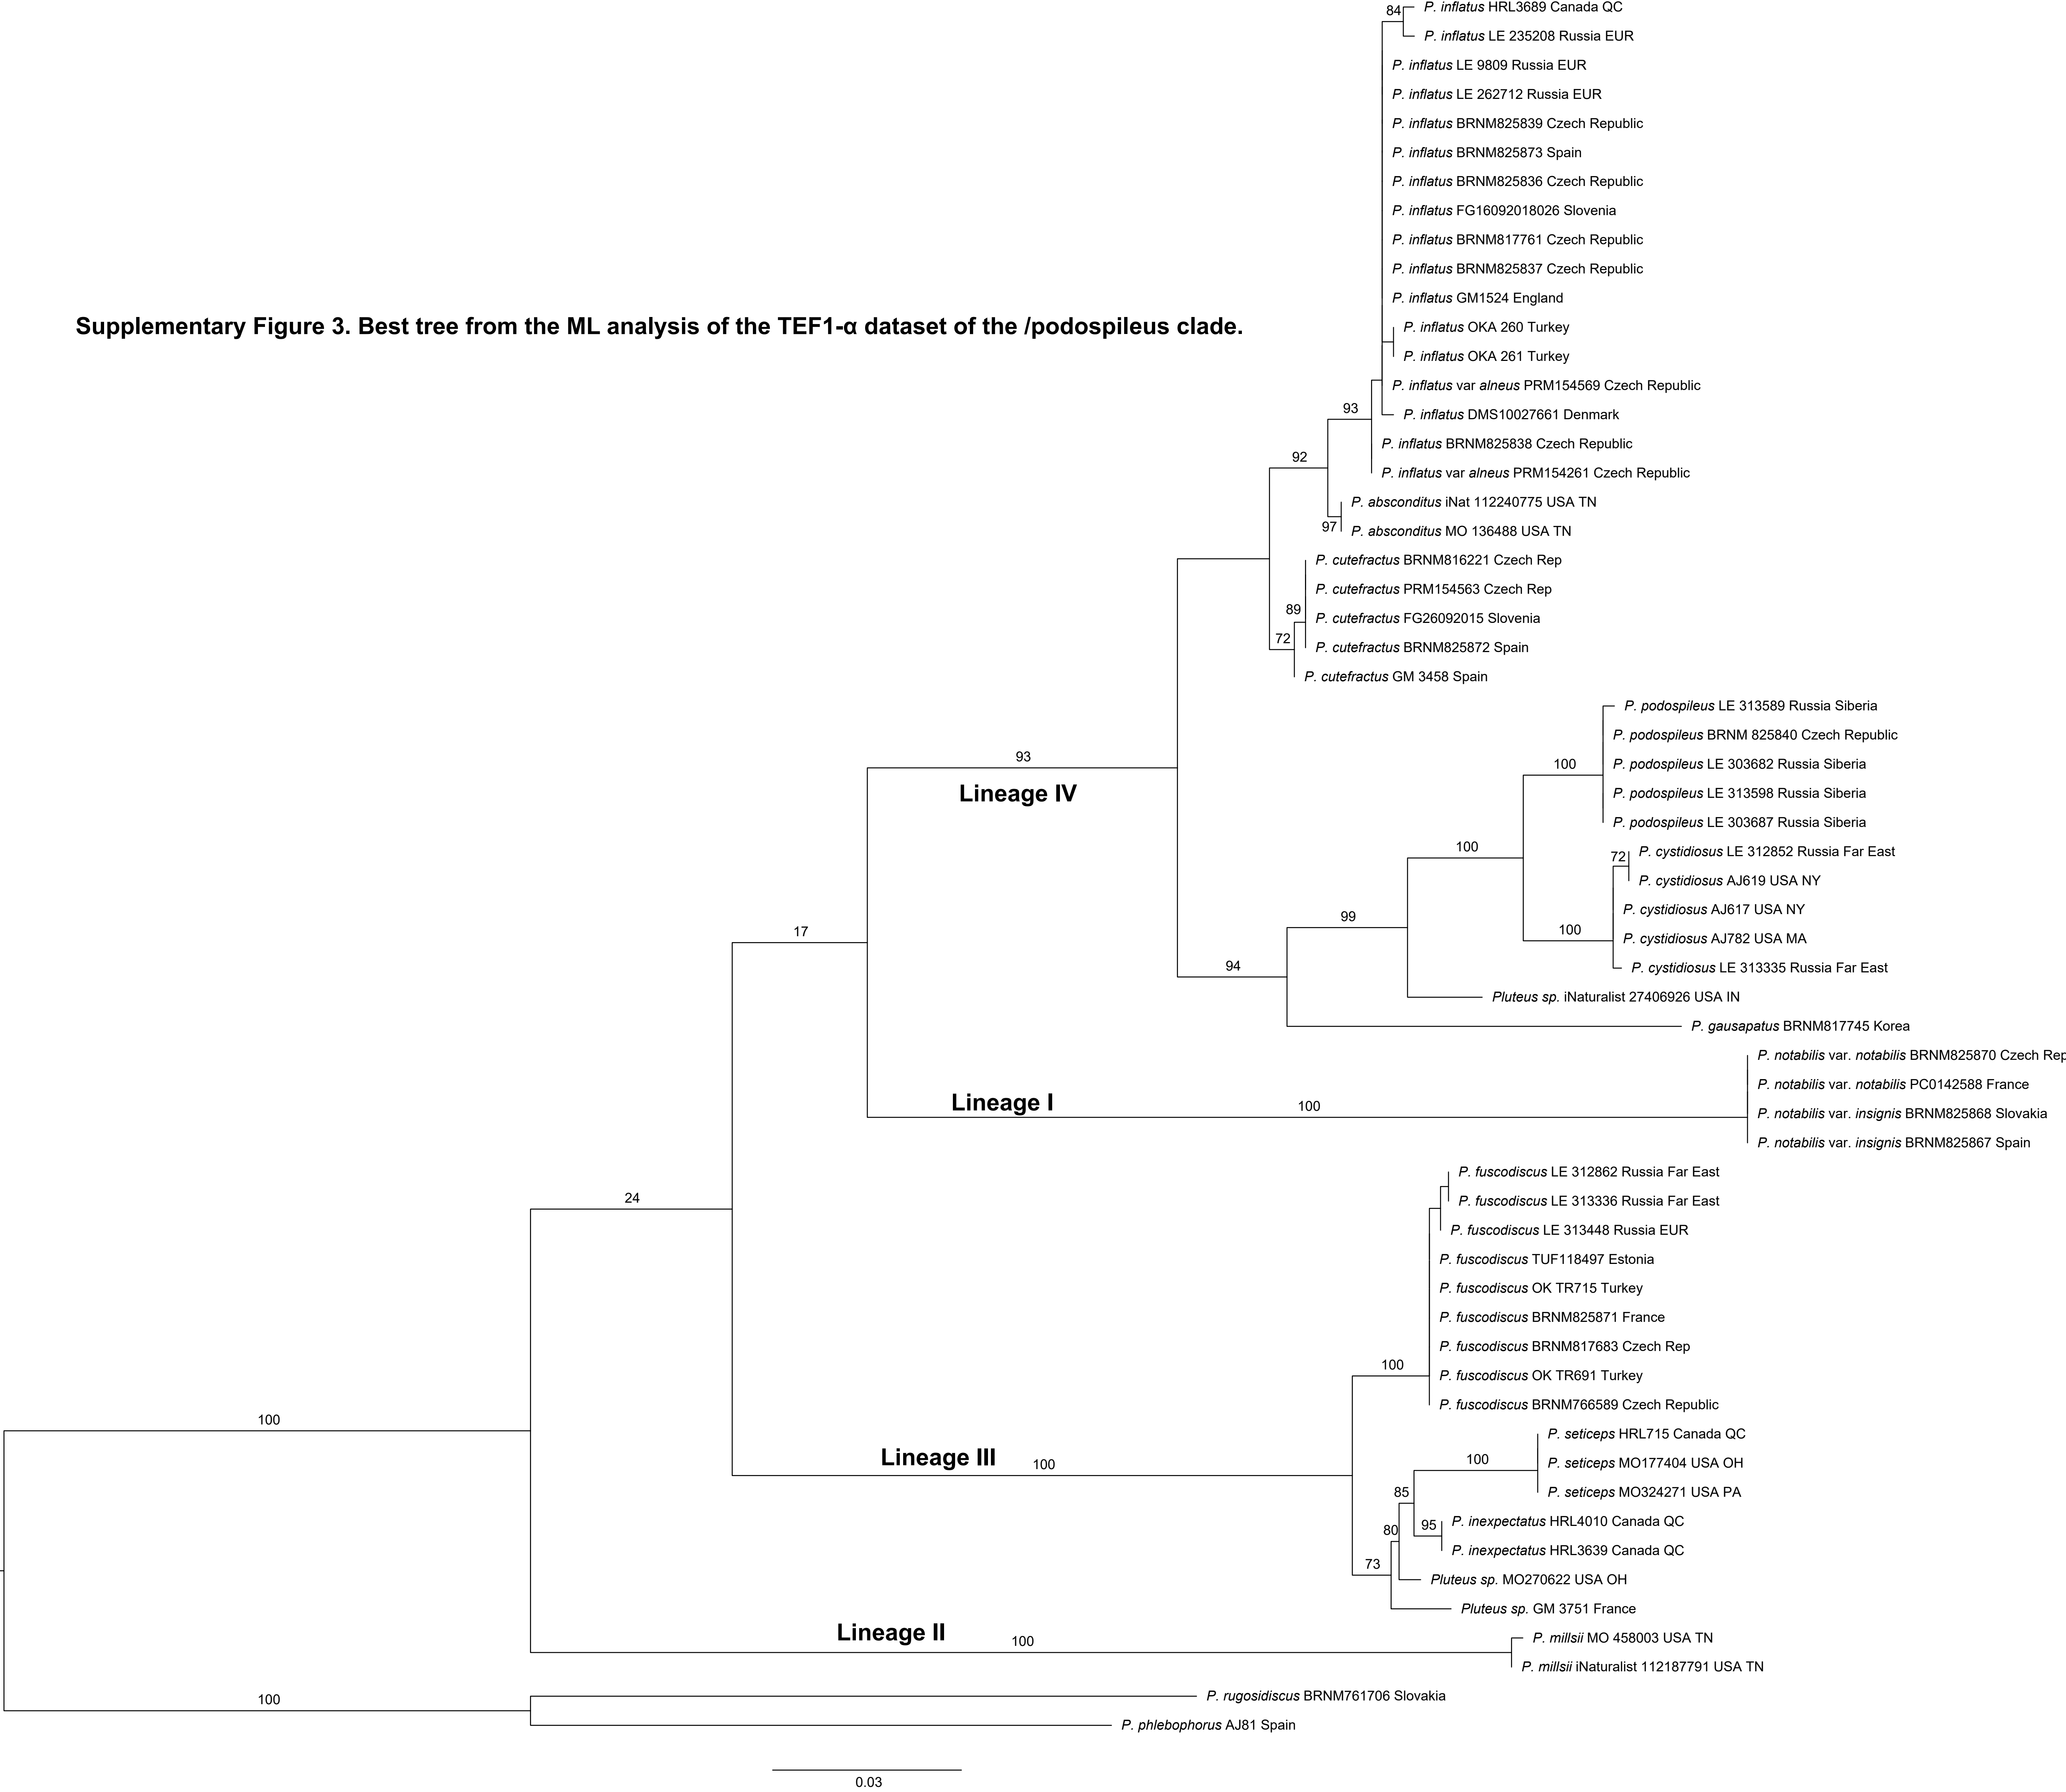 84
P. inflatus HRL3689 Canada QC
P. inflatus LE 235208 Russia EUR
P. inflatus LE 9809 Russia EUR
P. inflatus LE 262712 Russia EUR
P. inflatus BRNM825839 Czech Republic
P. inflatus BRNM825873 Spain
P. inflatus BRNM825836 Czech Republic
P. inflatus FG16092018026 Slovenia
P. inflatus BRNM817761 Czech Republic
P. inflatus BRNM825837 Czech Republic
P. inflatus GM1524 England
Supplementary Figure 3. Best tree from the ML analysis of the TEF1-α dataset of the /podospileus clade.
P. inflatus OKA 260 Turkey
P. inflatus OKA 261 Turkey
P. inflatus var alneus PRM154569 Czech Republic
93
P. inflatus DMS10027661 Denmark
P. inflatus BRNM825838 Czech Republic
92
P. inflatus var alneus PRM154261 Czech Republic
P. absconditus iNat 112240775 USA TN
97
P. absconditus MO 136488 USA TN
P. cutefractus BRNM816221 Czech Rep
P. cutefractus PRM154563 Czech Rep
89
P. cutefractus FG26092015 Slovenia
72
P. cutefractus BRNM825872 Spain
P. cutefractus GM 3458 Spain
P. podospileus LE 313589 Russia Siberia
P. podospileus BRNM 825840 Czech Republic
93
100
P. podospileus LE 303682 Russia Siberia
Lineage IV
P. podospileus LE 313598 Russia Siberia
P. podospileus LE 303687 Russia Siberia
100
72
P. cystidiosus LE 312852 Russia Far East
P. cystidiosus AJ619 USA NY
99
P. cystidiosus AJ617 USA NY
17
100
P. cystidiosus AJ782 USA MA
94
P. cystidiosus LE 313335 Russia Far East
Pluteus sp. iNaturalist 27406926 USA IN
P. gausapatus BRNM817745 Korea
P. notabilis var. notabilis BRNM825870 Czech Rep
P. notabilis var. notabilis PC0142588 France
Lineage I
100
P. notabilis var. insignis BRNM825868 Slovakia
P. notabilis var. insignis BRNM825867 Spain
P. fuscodiscus LE 312862 Russia Far East
24
P. fuscodiscus LE 313336 Russia Far East
P. fuscodiscus LE 313448 Russia EUR
P. fuscodiscus TUF118497 Estonia
P. fuscodiscus OK TR715 Turkey
P. fuscodiscus BRNM825871 France
P. fuscodiscus BRNM817683 Czech Rep
100
P. fuscodiscus OK TR691 Turkey
P. fuscodiscus BRNM766589 Czech Republic
100
P. seticeps HRL715 Canada QC
Lineage III
100
100
P. seticeps MO177404 USA OH
85
P. seticeps MO324271 USA PA
80
95
P. inexpectatus HRL4010 Canada QC
P. inexpectatus HRL3639 Canada QC
73
Pluteus sp. MO270622 USA OH
Pluteus sp. GM 3751 France
Lineage II
100
P. millsii MO 458003 USA TN
P. millsii iNaturalist 112187791 USA TN
100
P. rugosidiscus BRNM761706 Slovakia
P. phlebophorus AJ81 Spain
0.03